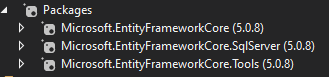 Packages
Microsoft.EntityFrameworkCore (5.0.8)
Microsoft.EntityFrameworkCore.SqlServer (5.0.8)
Microsoft.EntityFrameworkCore.Tools (5.0.8)